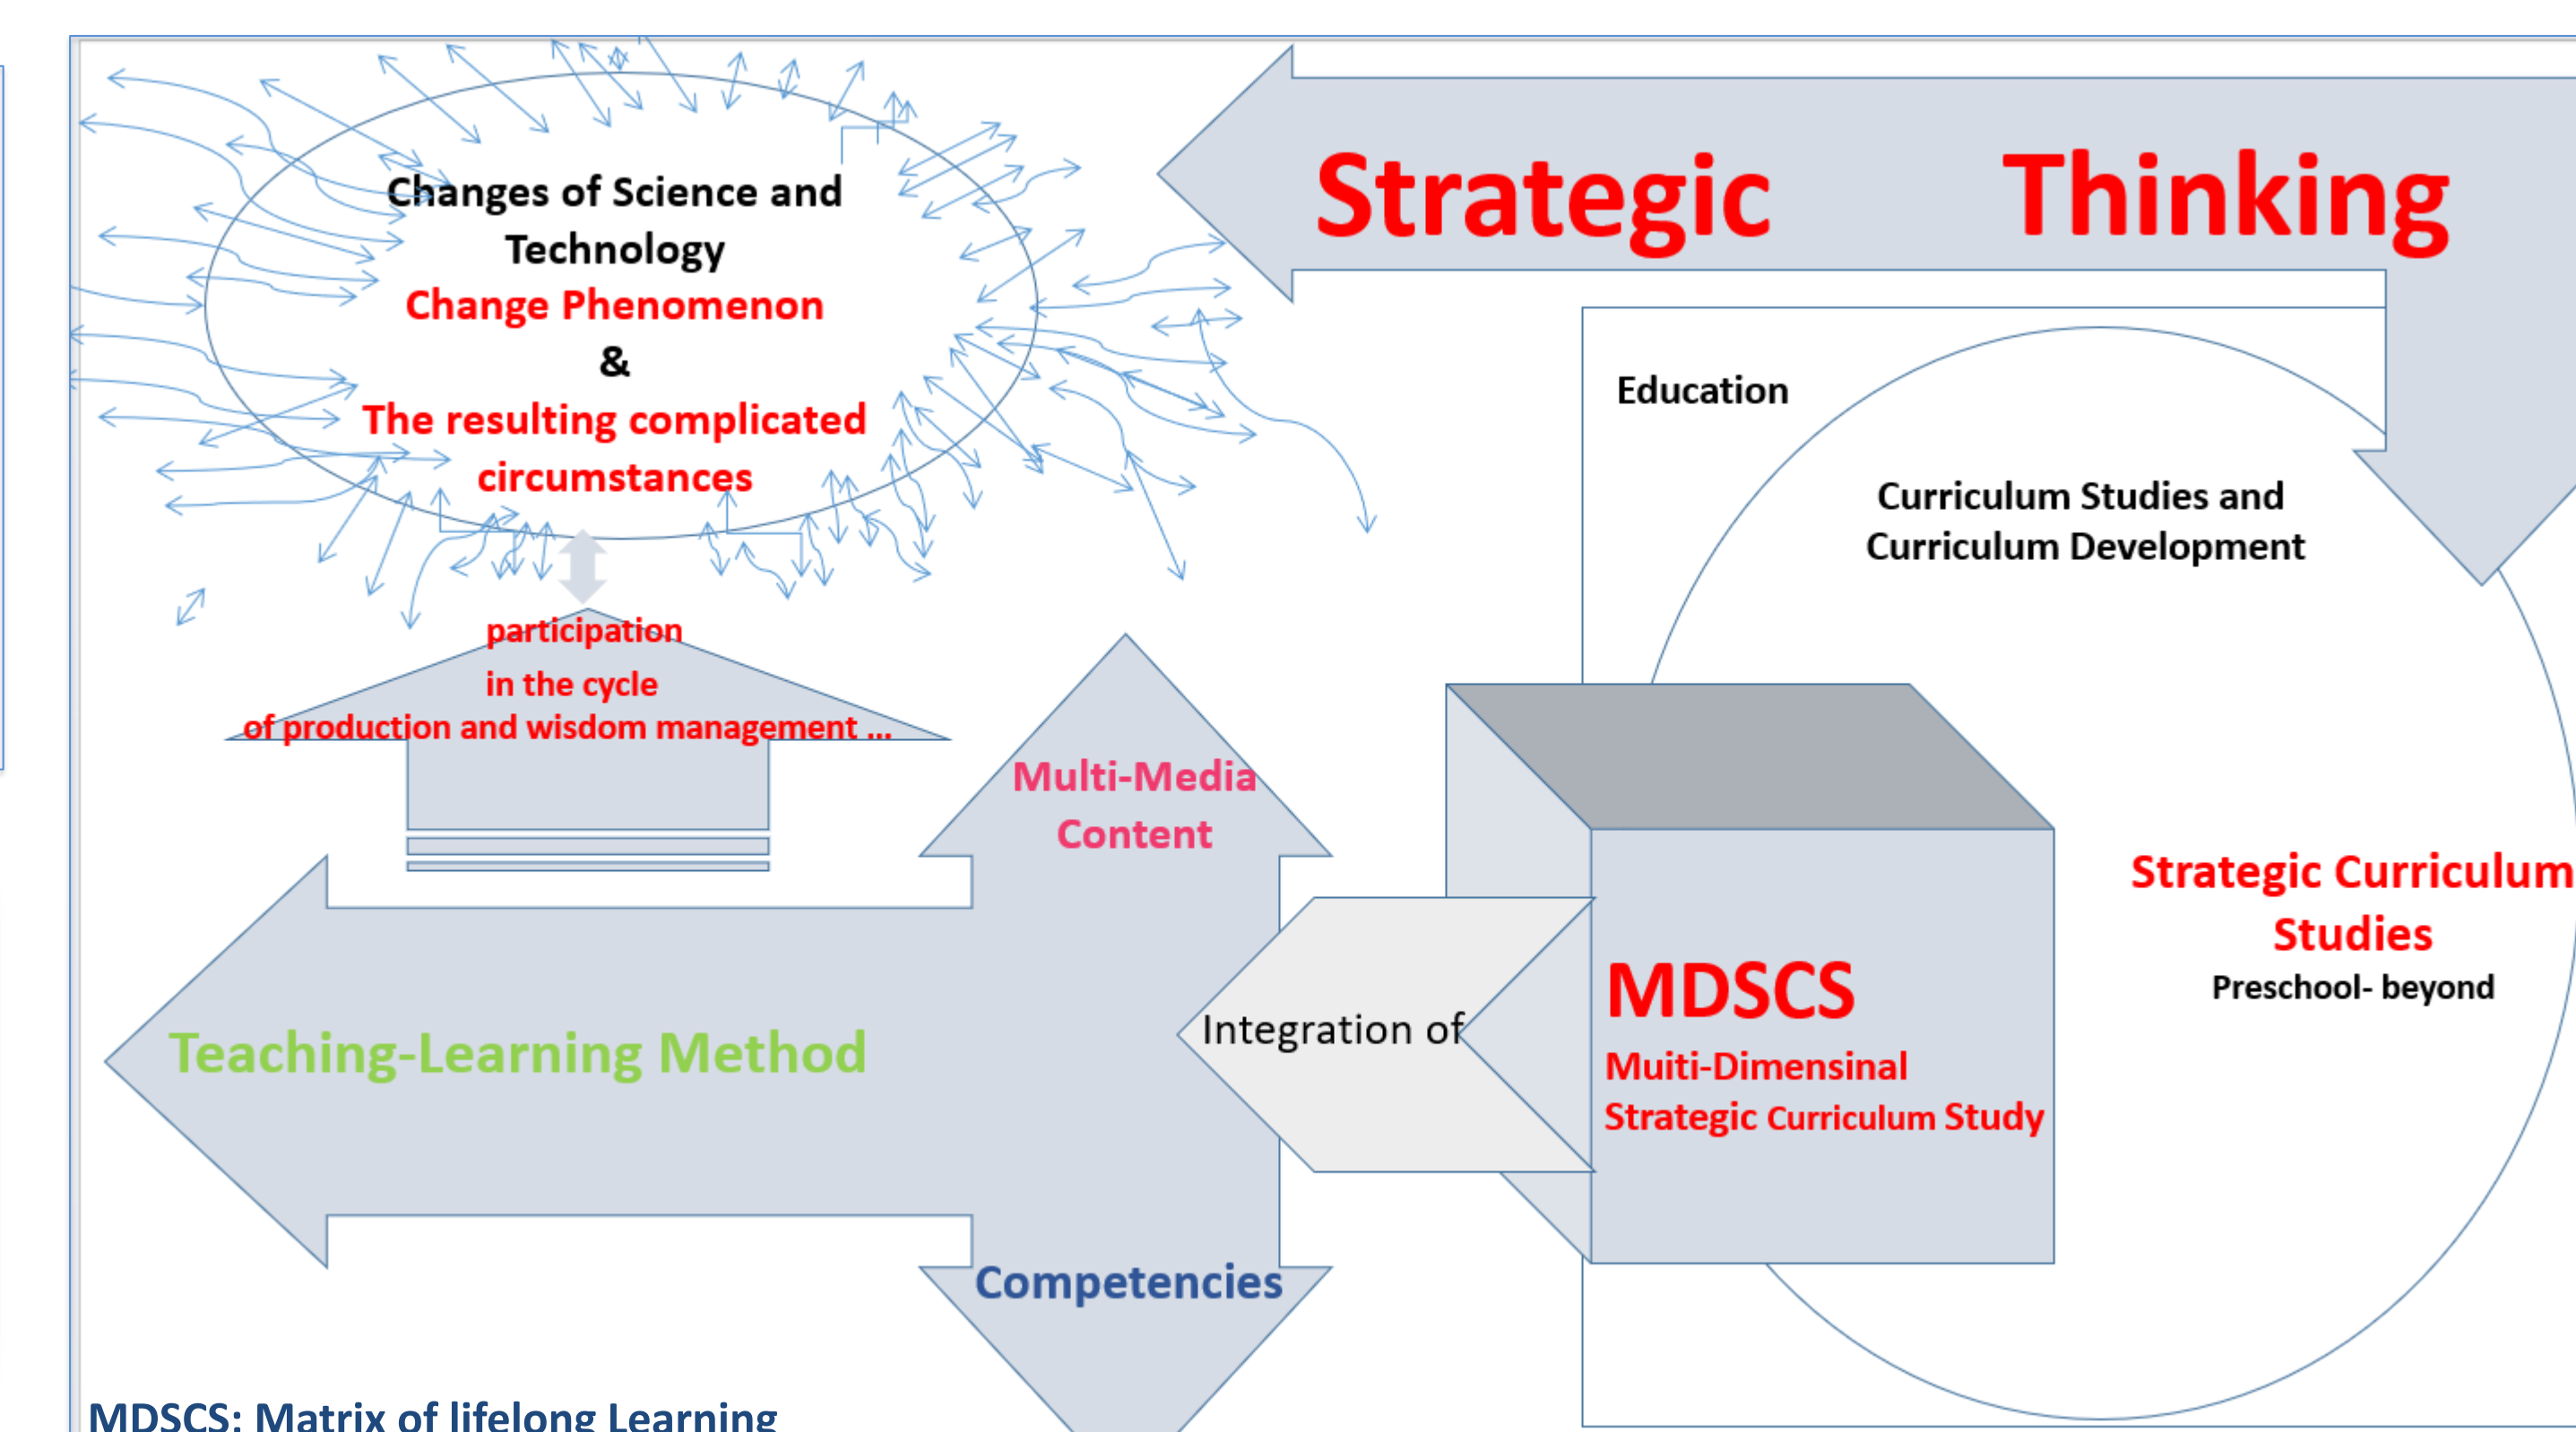 Changes of Science and
Technology
Change Phenomenon
&
The resulting complicated
circumstances
Strategic Thinking
Education
Curriculum Studies and
Curriculum Development
participation
in the cycle
of production and wisdom management ...
Multi-Media
Content
Teaching-Learning Method
Integration of
MDSCS
Muiti-Dimensinal
Strategic Curriculum Study
Strategic Curriculum
Studies
Preschool- beyond
Competencies
MDSCS: Matrix of lifelong Learning